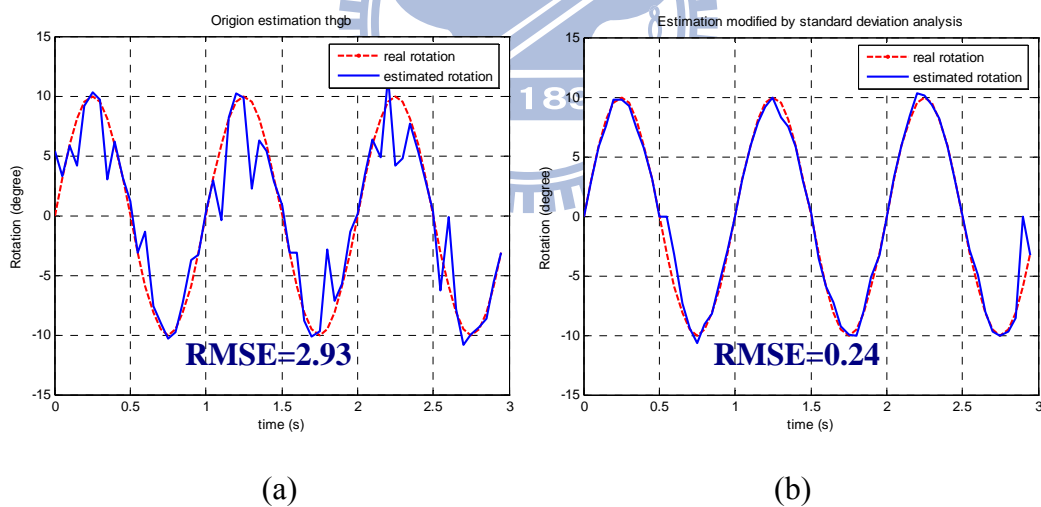 Origion estimation thgb
real rotation
estimated rotation
Rotation (degree)
15
10
5
0
-5
-10
-15
RMSE=2.93
0 0.5 1 1.5 2 2.5 3
time (s)
(a)
Estimation modified by standard deviation analysis
real rotation
estimated rotation
189
Rotation (degree)
15
10
5
0
-5
-10
-15
RMSE=0.24
0 0.5 1 1.5 2 2.5 3
time (s)
(b)